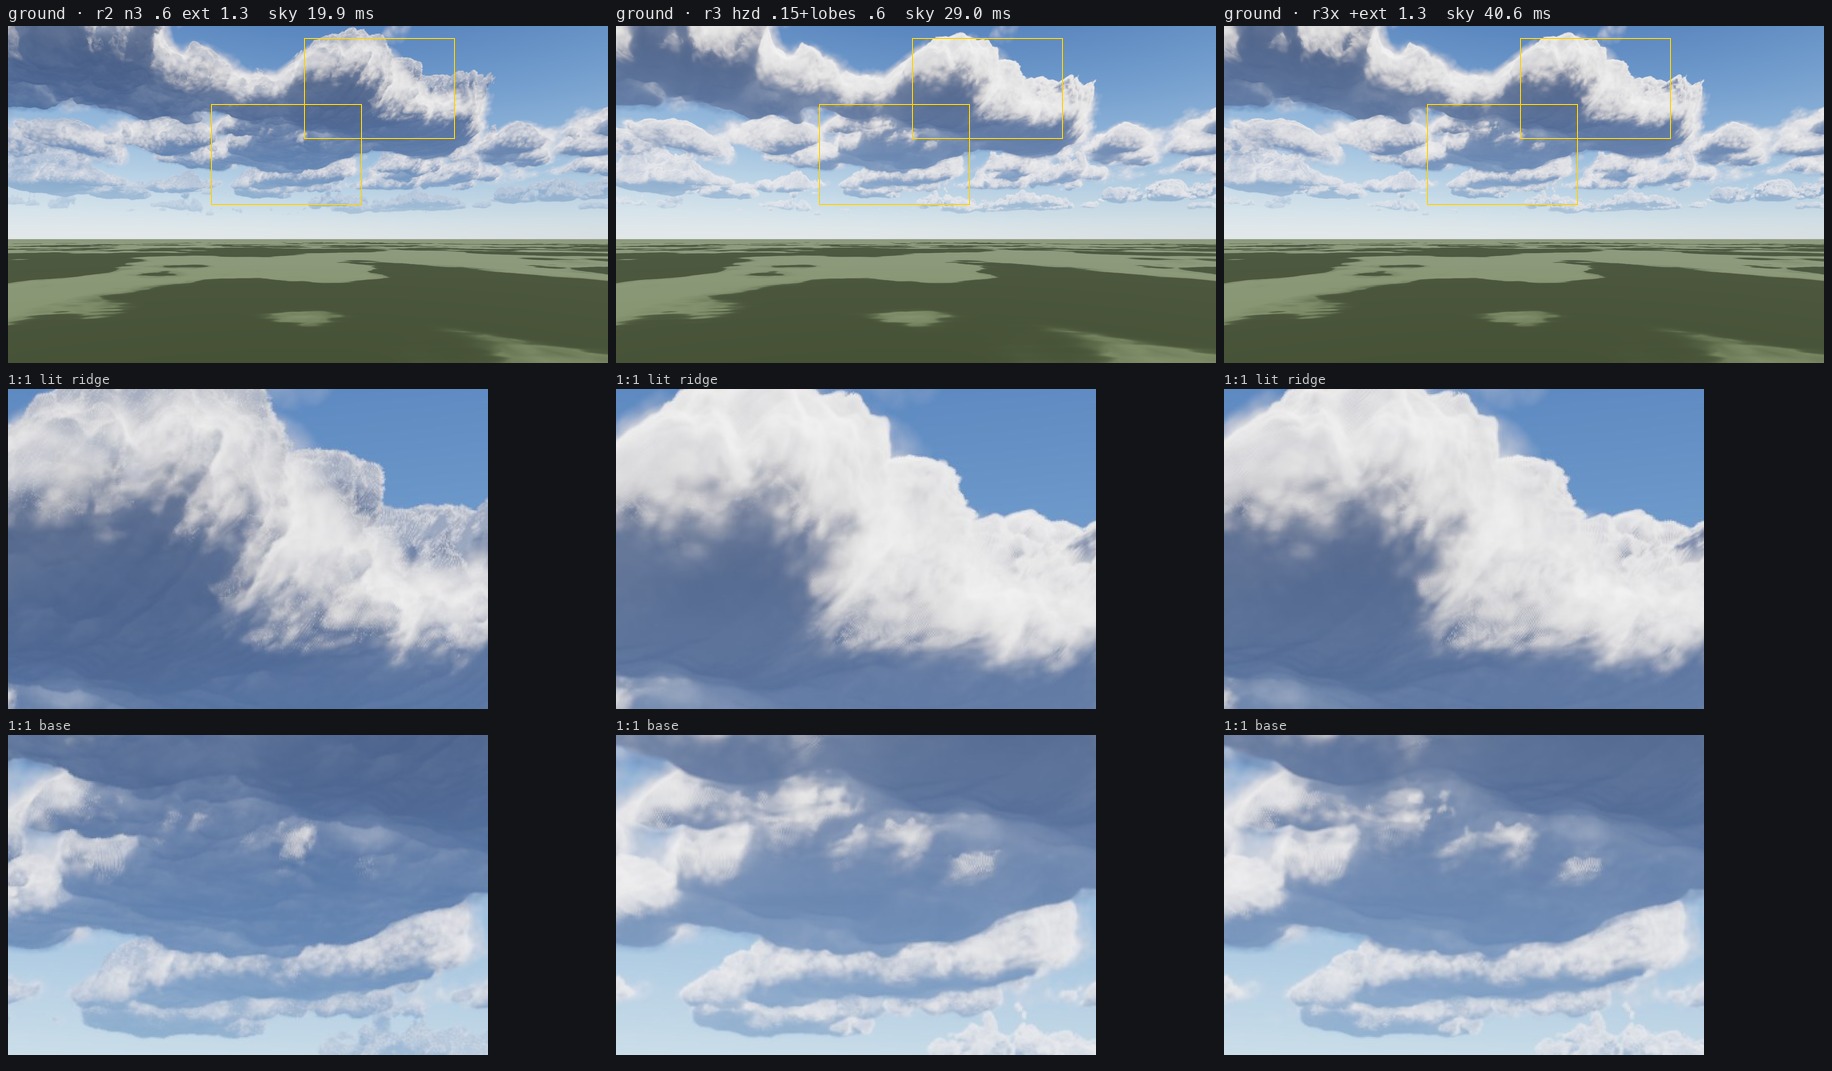 ground · r2 n3 .6 ext 1.3  sky 19.9 ms
ground · r3 hzd .15+lobes .6  sky 29.0 ms
ground · r3x +ext 1.3  sky 40.6 ms
1:1 lit ridge
1:1 lit ridge
1:1 lit ridge
1:1 base
1:1 base
1:1 base